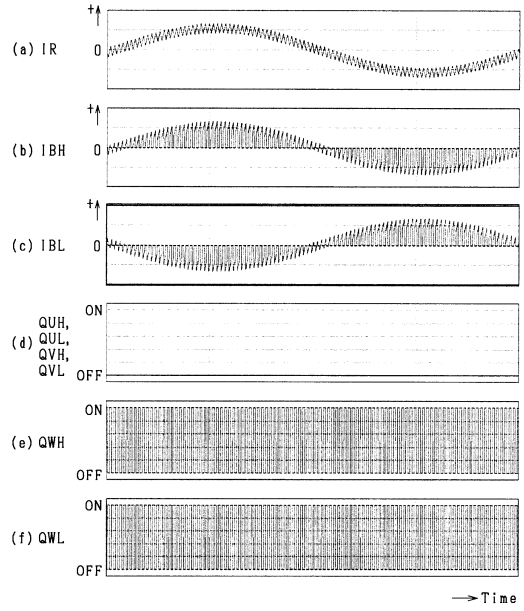 +↑
(a) IR
0
+↑
(b) IBH
0
+↑
(c) IBL
0
ON
QUH,
(d) QUL,
QVH,
QVL
OFF
ON
(e) QWH
OFF
ON
(f) QWL
OFF
→ Time